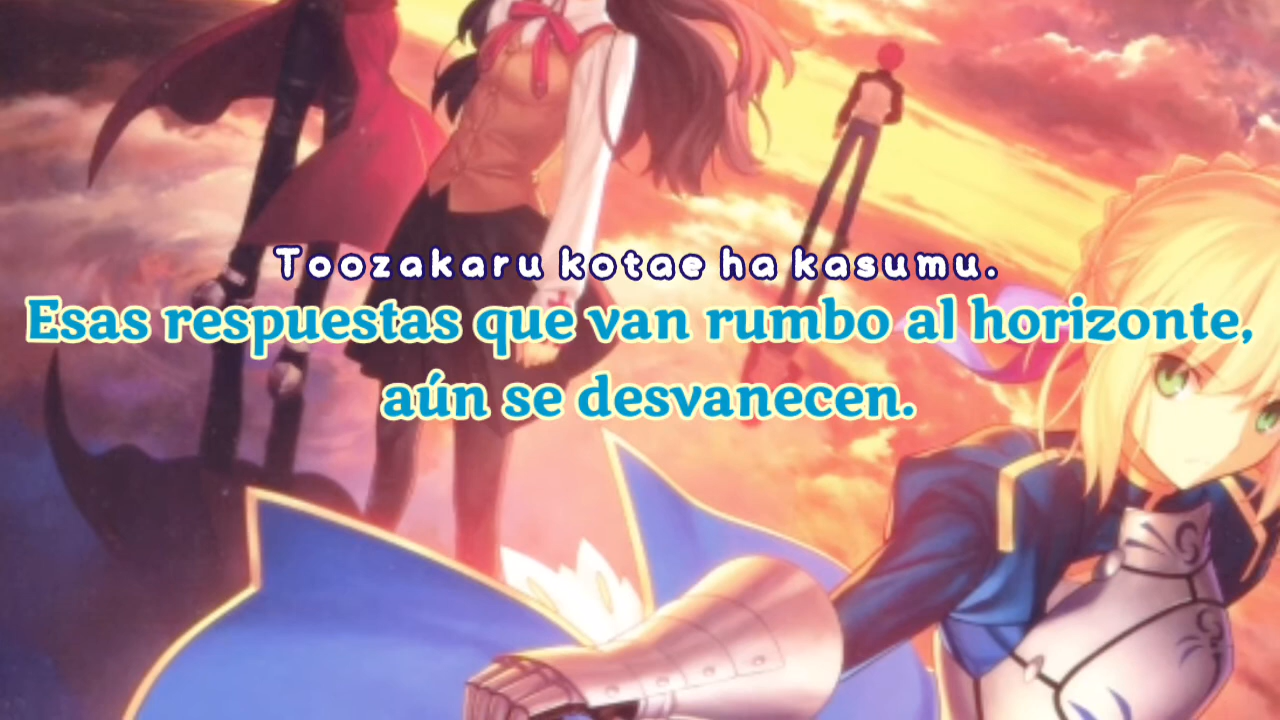 Toozakaru kotae ha kasumu.
Esas respuestas que van rumbo al horizonte,
aún se desvanecen.